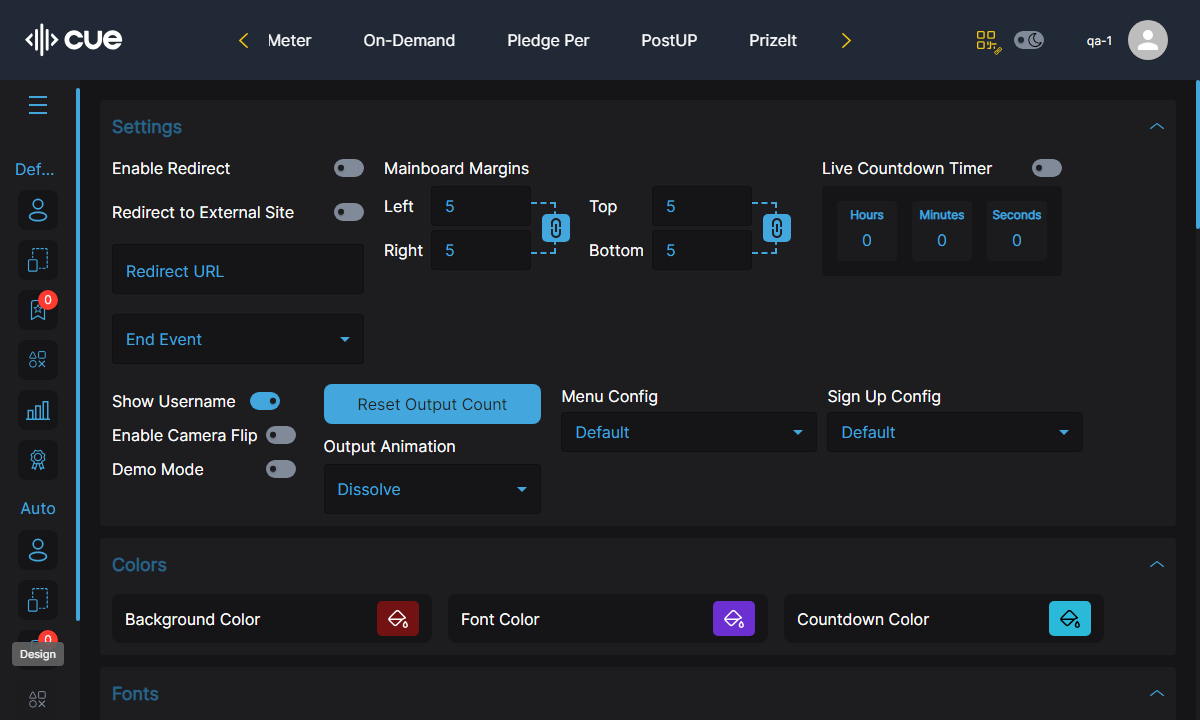 cue
Meter
On-Demand
Pledge Per
PostUP
PrizeIt
qa-1
Def...
0
Auto
0
Design
Settings
Enable Redirect
Redirect to External Site
Redirect URL
End Event
Mainboard Margins
Left 5
Right 5
Top 5
Bottom 5
Live Countdown Timer
Hours Minutes Seconds
0 0 0
Show Username
Enable Camera Flip
Demo Mode
Reset Output Count
Output Animation
Dissolve
Menu Config
Default
Sign Up Config
Default
Colors
Background Color
Font Color
Countdown Color
Fonts